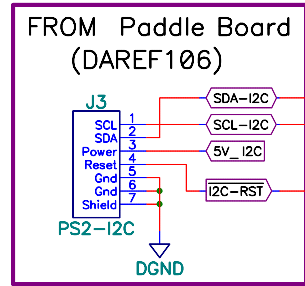 FROM Paddle Board
(DAREF106)
J3
SCL 1 SDA-I2C
SDA 2 SCL-I2C
Power 3 5V_I2C
Reset 4
Gnd 5
Gnd 6 I2C-RST
Shield 7
PS2-I2C
DGND